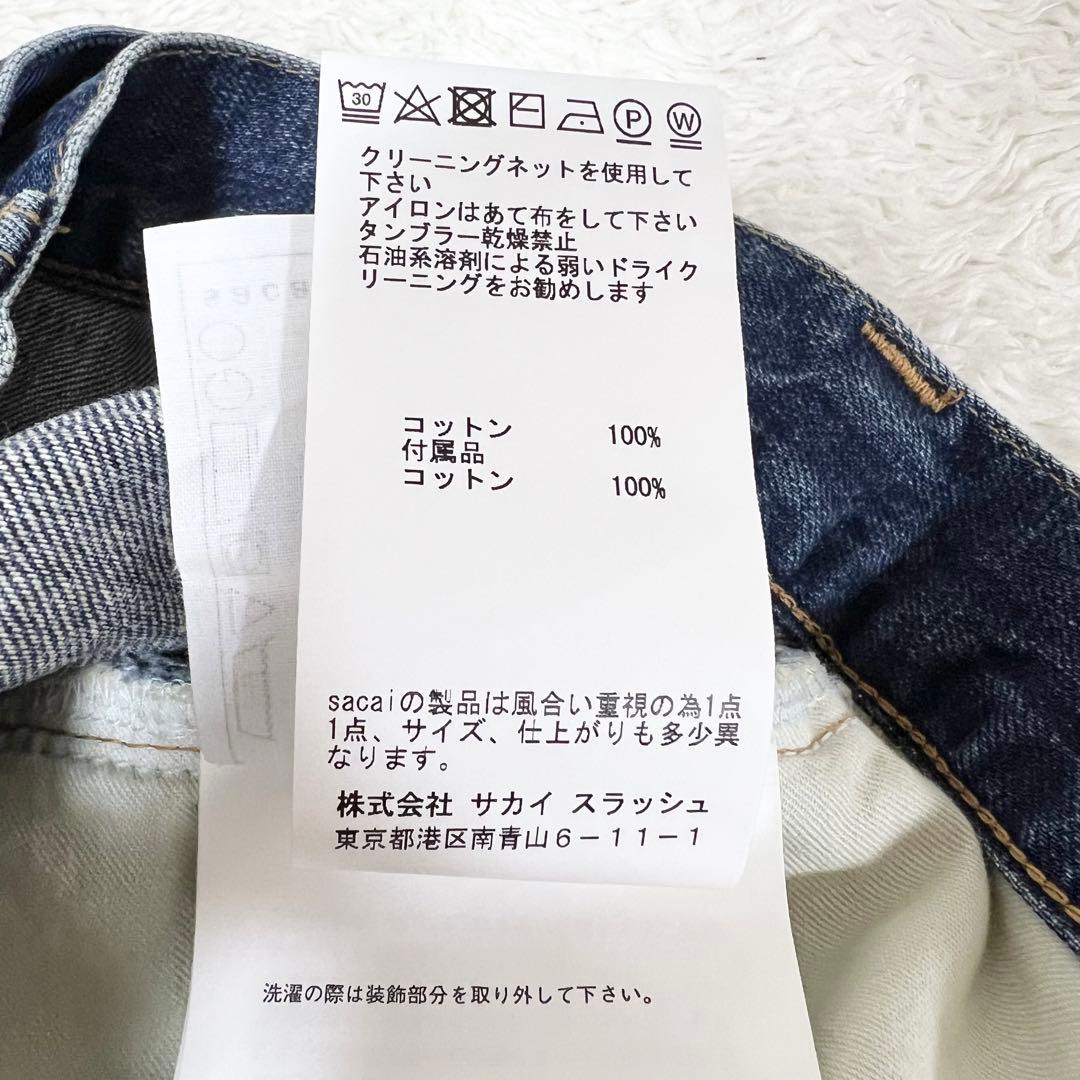 30 P W
クリーニングネットを使用して
下さい
アイロンはあて布をして下さい
タンブラー乾燥禁止
石油系溶剤による弱いドライク
リーニングをお勧めします
コットン 100%
付属品
コットン 100%
sacaiの製品は風合い重視の為1点
1点、サイズ、仕上がりも多少異
なります。
株式会社 サカイ スラッシュ
東京都港区南青山6-11-1
洗濯の際は装飾部分を取り外して下さい。